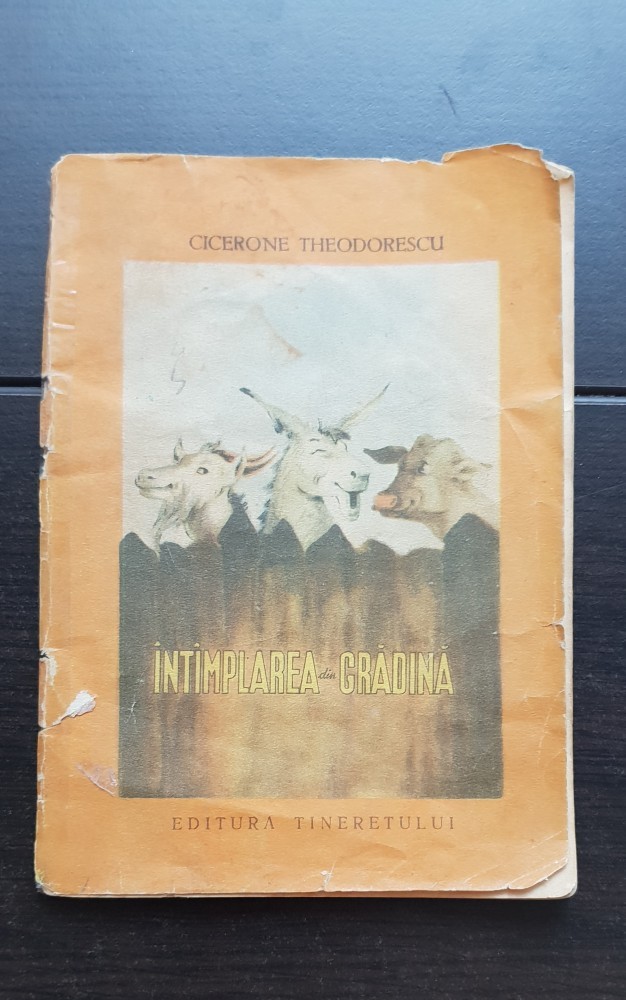 CICERONE THEODORESCU
ÎNTÎMPLAREA din GRĂDINĂ
EDITURA TINERETULUI